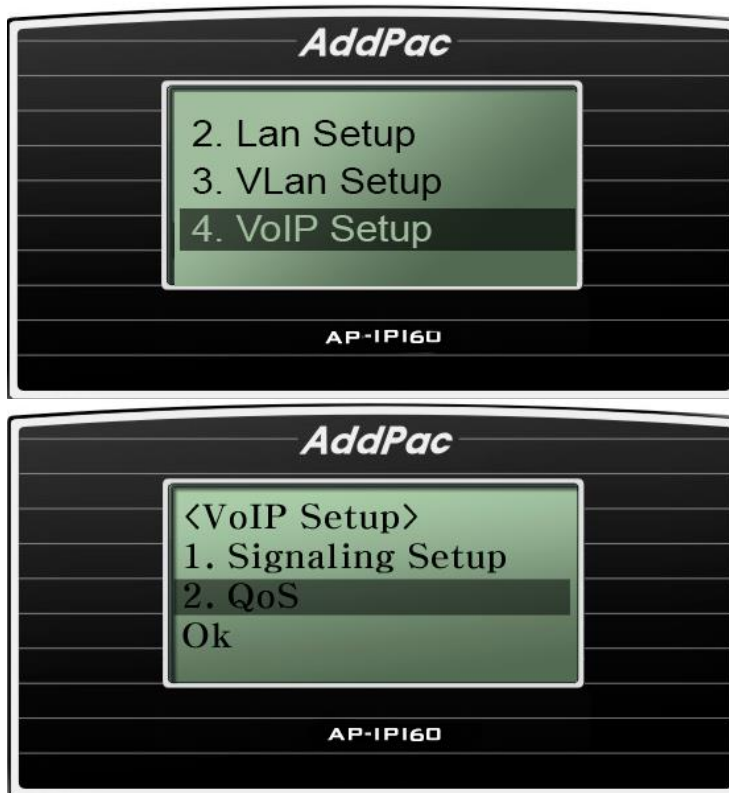 AddPac
2. Lan Setup
3. VLan Setup
4. VoIP Setup
AP-IP160
AddPac
<VoIP Setup>
1. Signaling Setup
2. QoS
Ok
AP-IP160